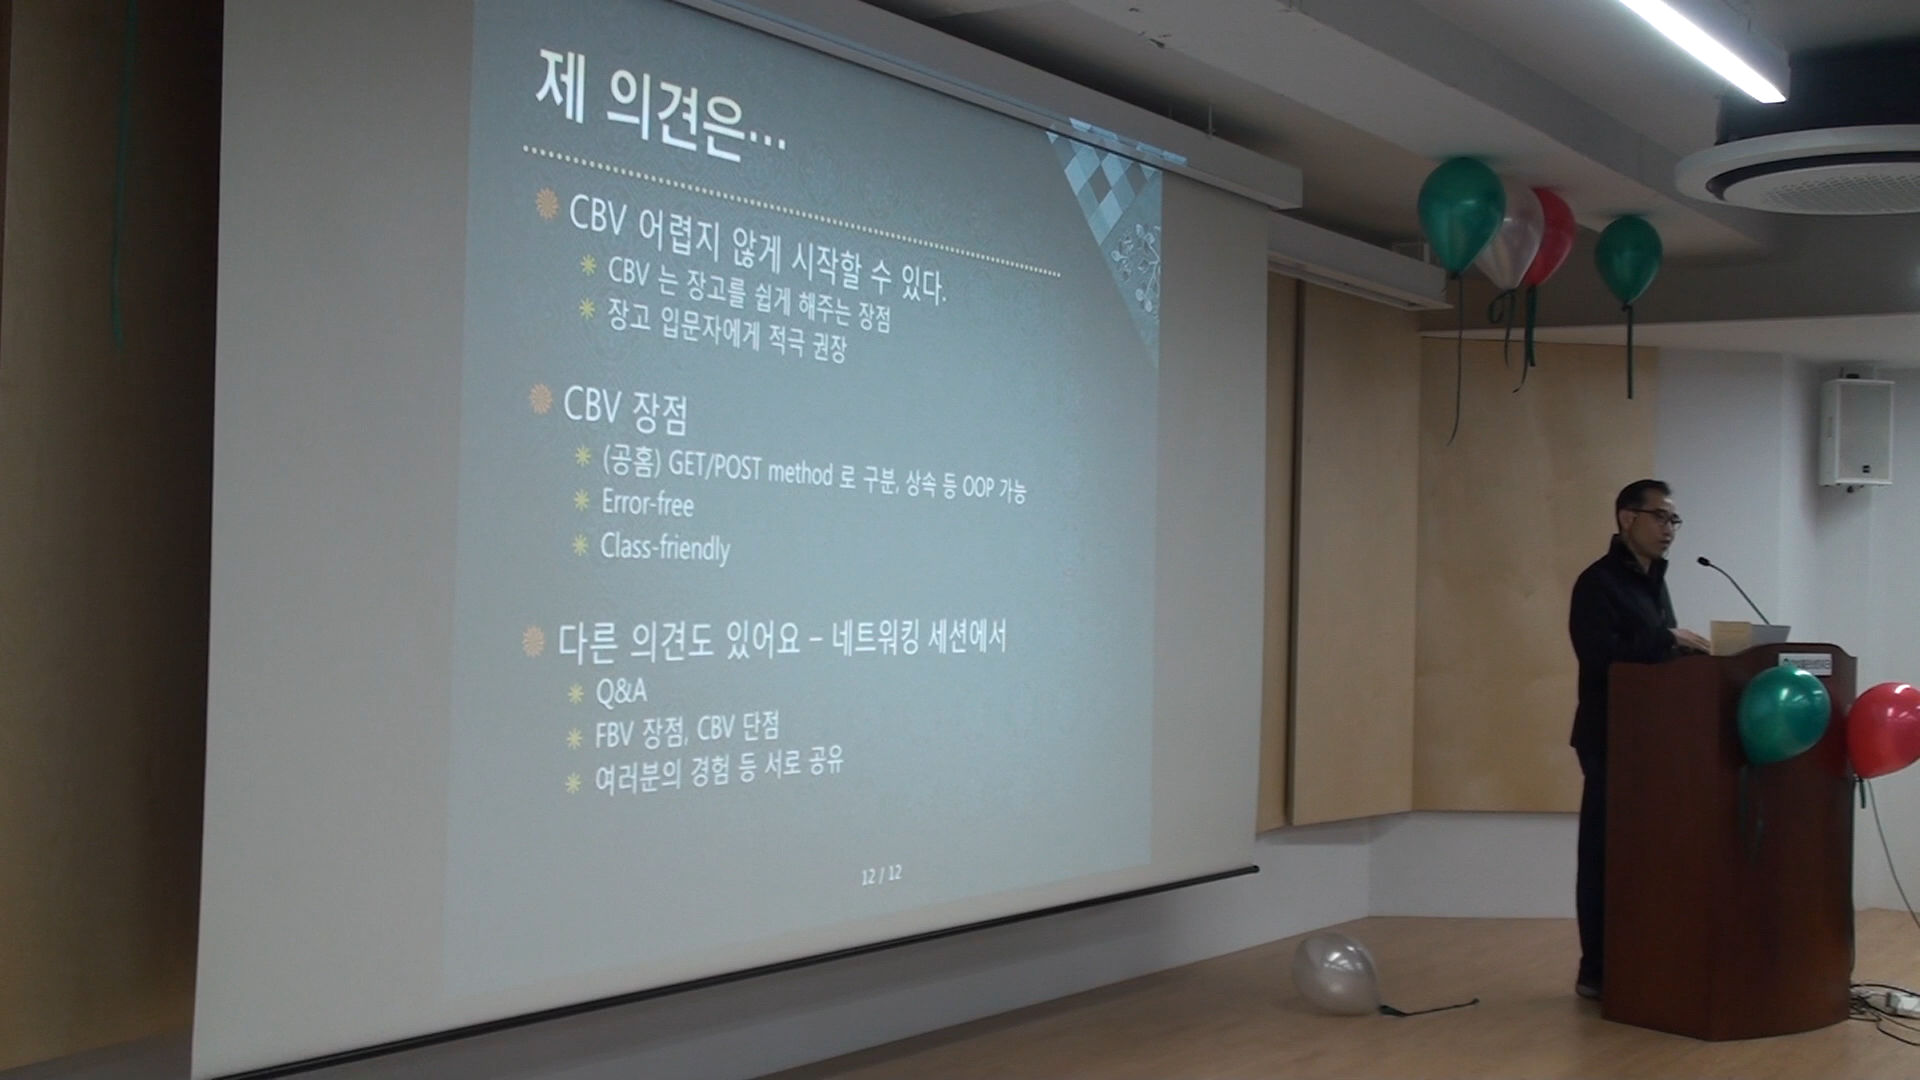 제 의견은…
CBV 어렵지 않게 시작할 수 있다.
CBV 는 장고를 쉽게 해주는 장점
장고 입문자에게 적극 권장
CBV 장점
(공홈) GET/POST method 로 구분, 상속 등 OOP 가능
Error-free
Class-friendly
다른 의견도 있어요 – 네트워킹 세션에서
Q&A
FBV 장점, CBV 단점
여러분의 경험 등 서로 공유
12 / 12